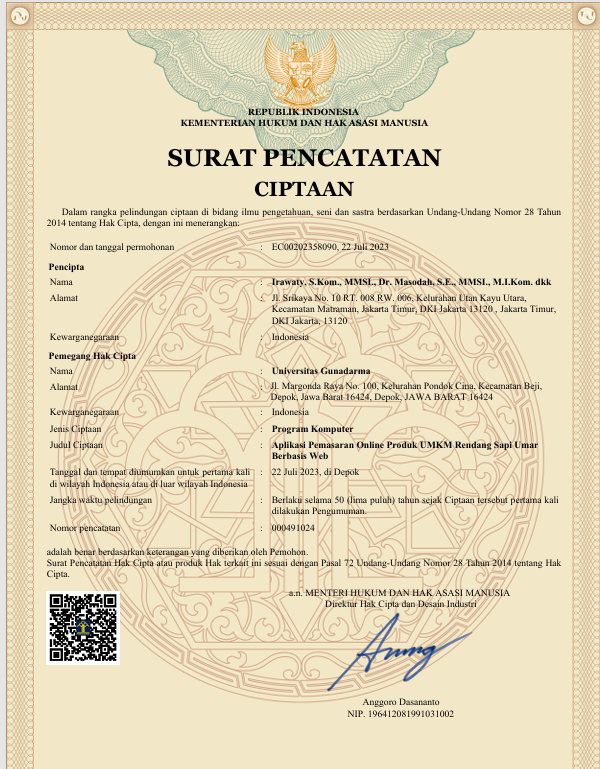 REPUBLIK INDONESIA
KEMENTERIAN HUKUM DAN HAK ASASI MANUSIA
SURAT PENCATATAN
CIPTAAN
Dalam rangka pelindungan ciptaan di bidang ilmu pengetahuan, seni dan sastra berdasarkan Undang-Undang Nomor 28 Tahun
2014 tentang Hak Cipta, dengan ini menerangkan:
Nomor dan tanggal permohonan : EC00202358090, 22 Juli 2023
Pencipta
Nama : Irawaty, S.Kom., MMSI., Dr. Masodah, S.E., MMSI., M.I.Kom. dkk
Alamat : Jl. Srikaya No. 10 RT. 008 RW. 006, Kelurahan Utan Kayu Utara,
Kecamatan Matraman, Jakarta Timur, DKI Jakarta 13120 , Jakarta Timur,
DKI Jakarta, 13120
Kewarganegaraan : Indonesia
Pemegang Hak Cipta
Nama : Universitas Gunadarma
Alamat : Jl. Margonda Raya No. 100, Kelurahan Pondok Cina, Kecamatan Beji,
Depok, Jawa Barat 16424, Depok, JAWA BARAT 16424
Kewarganegaraan : Indonesia
Jenis Ciptaan : Program Komputer
Judul Ciptaan : Aplikasi Pemasaran Online Produk UMKM Rendang Sapi Umar
Berbasis Web
Tanggal dan tempat diumumkan untuk pertama kali : 22 Juli 2023, di Depok
di wilayah Indonesia atau di luar wilayah Indonesia
Jangka waktu pelindungan : Berlaku selama 50 (lima puluh) tahun sejak Ciptaan tersebut pertama kali
dilakukan Pengumuman.
Nomor pencatatan : 000491024
adalah benar berdasarkan keterangan yang diberikan oleh Pemohon.
Surat Pencatatan Hak Cipta atau produk Hak terkait ini sesuai dengan Pasal 72 Undang-Undang Nomor 28 Tahun 2014 tentang Hak
Cipta.
a.n. MENTERI HUKUM DAN HAK ASASI MANUSIA
Direktur Hak Cipta dan Desain Industri
Anggoro Dasananto
NIP. 196412081991031002